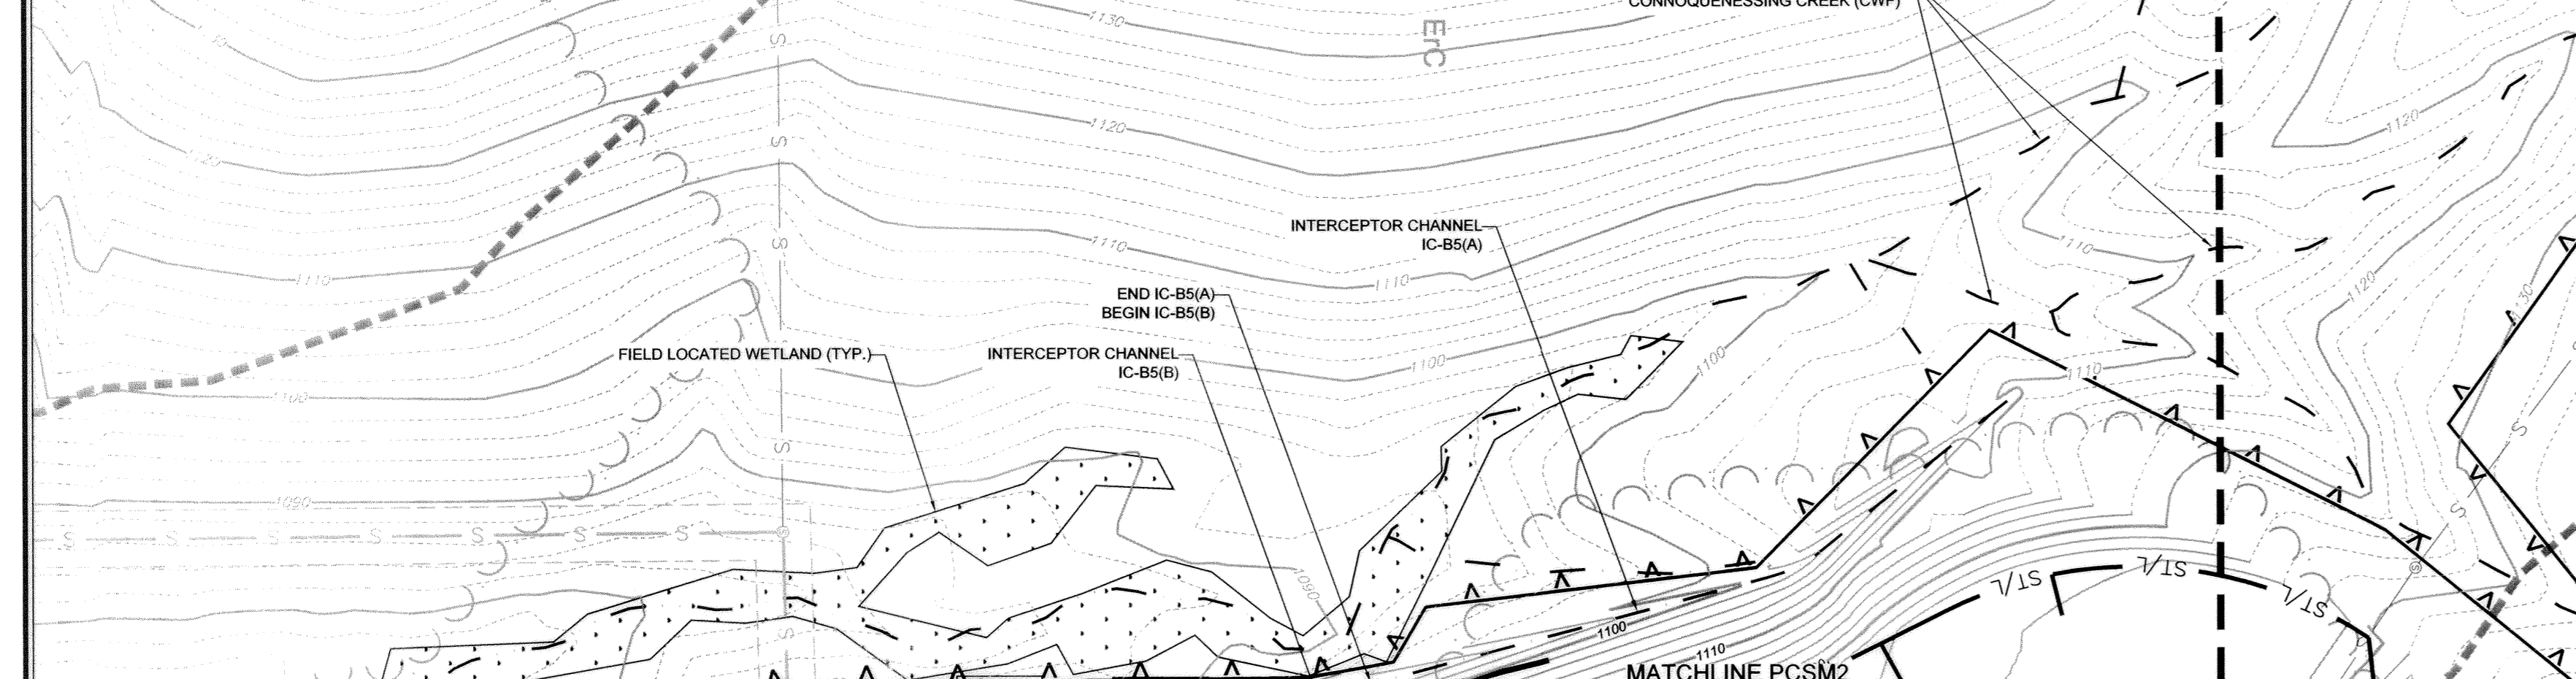 CONNOQUENESSING CREEK (CWF)
1130
ErC
S
1120
1120
1120
S
INTERCEPTOR CHANNEL
IC-B5(A)
S
1110
1110
1110
1110
END IC-B5(A)
BEGIN IC-B5(B)
1120
1130
FIELD LOCATED WETLAND (TYP.)
INTERCEPTOR CHANNEL
IC-B5(B)
1100
1100
1110
1100
S
S
1090
S
S
S
S
S
S
S
S
1090
ST/L
ST/L
ST/L
S
1100
1110
MATCHLINE PCSM2